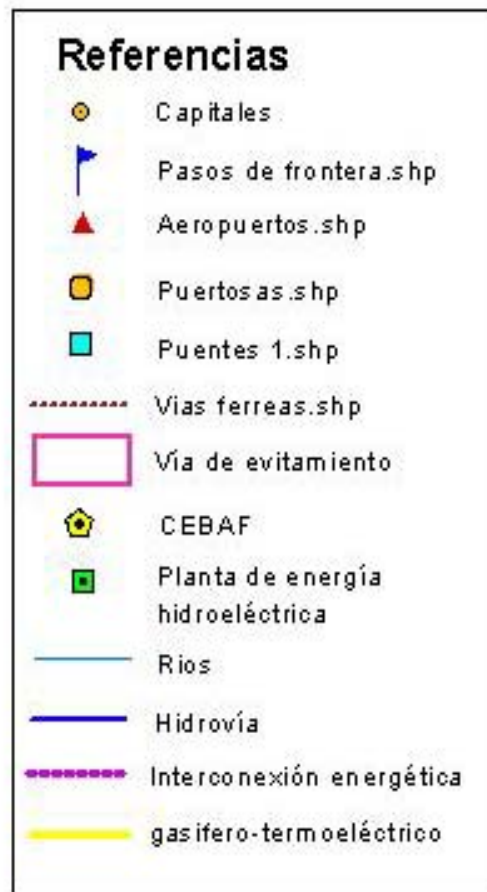 Referencias
Capitales
Pasos de frontera.shp
Aeropuertos.shp
Puertosas.shp
Puentes 1.shp
Vias ferreas.shp
Vía de evitamiento
CEBAF
Planta de energía
hidroeléctrica
Rios
Hidrovía
Interconexión energética
gasifero-termoeléctrico